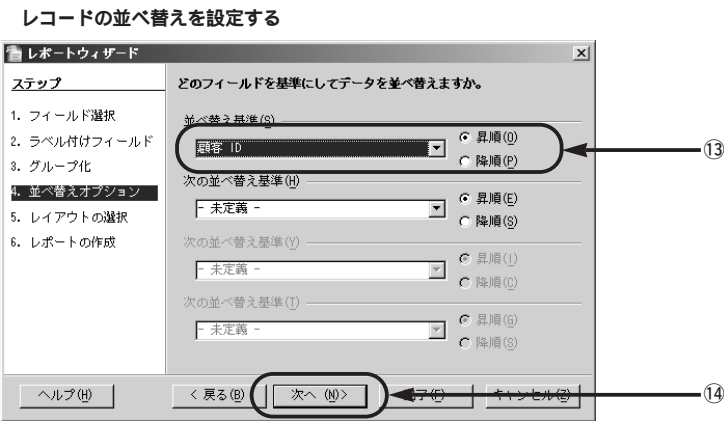 レコードの並べ替えを設定する
レポートウィザード
ステップ
1. フィールド選択
2. ラベル付けフィールド
3. グループ化
4. 並べ替えオプション
5. レイアウトの選択
6. レポートの作成
どのフィールドを基準にしてデータを並べ替えますか。
並べ替え基準(S)
顧客 ID
昇順(O)
降順(P)
⑬
次の並べ替え基準(H)
- 未定義 -
昇順(E)
降順(S)
次の並べ替え基準(Y)
- 未定義 -
昇順(I)
降順(C)
次の並べ替え基準(T)
- 未定義 -
昇順(G)
降順(S)
ヘルプ(H)
< 戻る(B)
次へ (N)>
了(F)
キャンセル(Z)
⑭